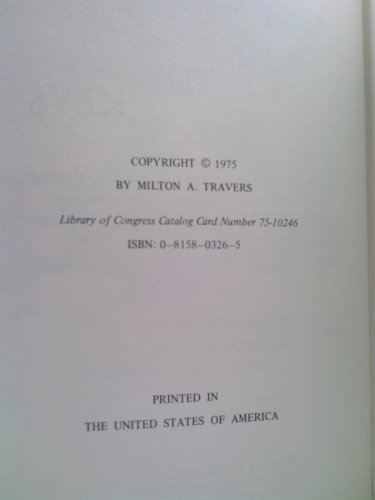 COPYRIGHT © 1975
BY MILTON A. TRAVERS
Library of Congress Catalog Card Number 75-10246
ISBN: 0-8158-0326-5
PRINTED IN
THE UNITED STATES OF AMERICA